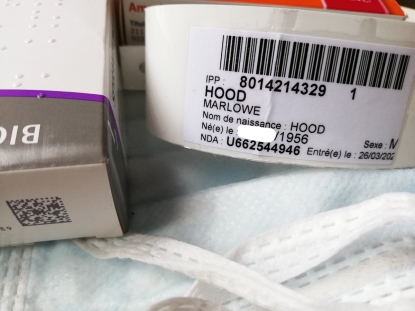 IPP : 8014214329 1
HOOD
MARLOWE
Nom de naissance : HOOD
Né(e) le : /1956 Sexe : M
NDA : U662544946 Entré(e) le : 26/03/202
BIO